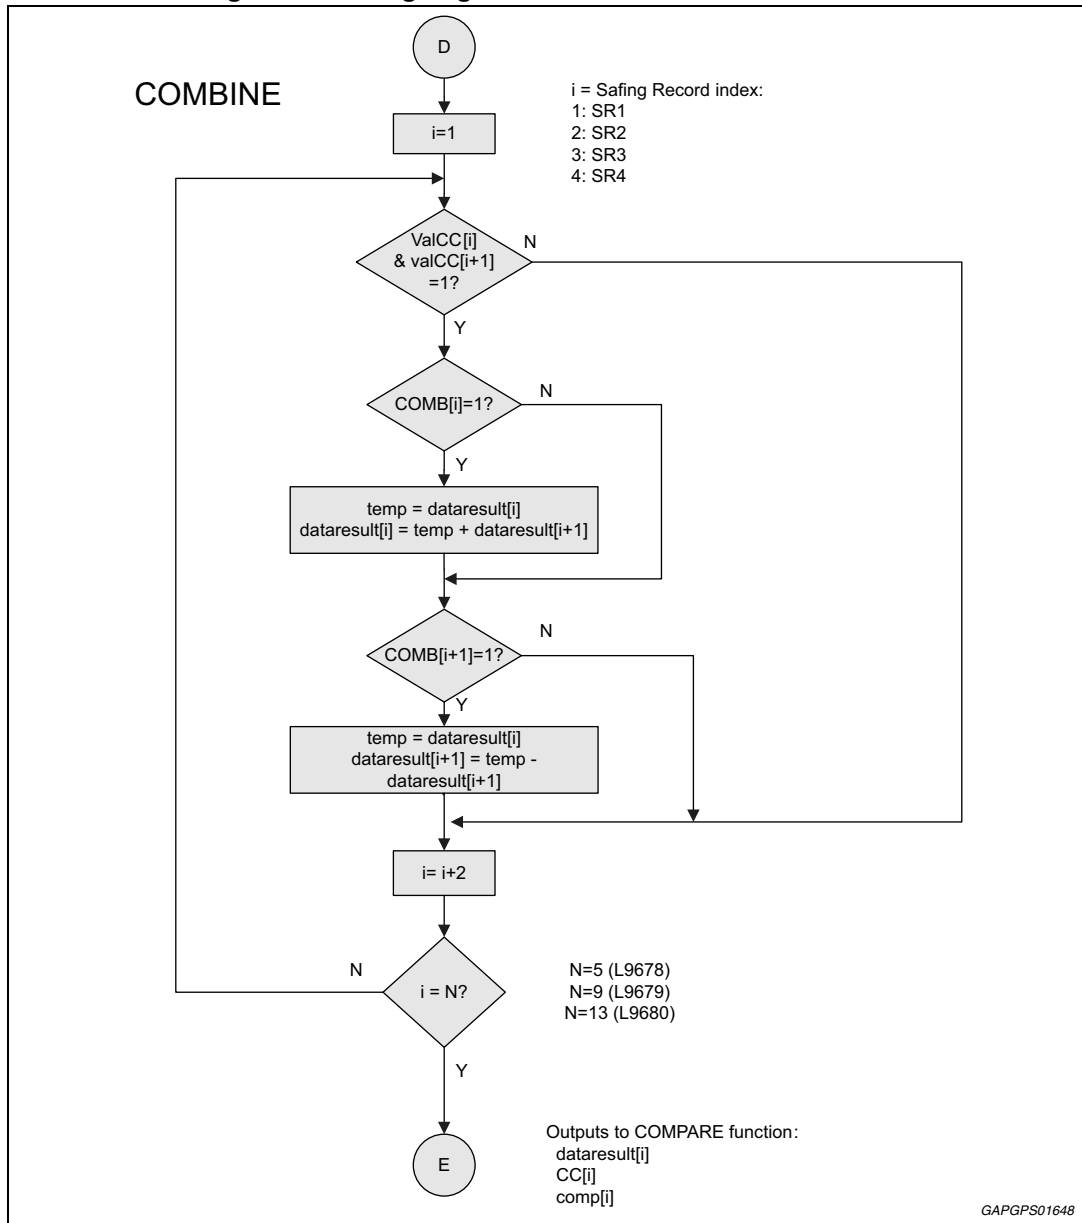 D
COMBINE
i = Safing Record index:
1: SR1
2: SR2
3: SR3
4: SR4
i=1
ValCC[i]
& valCC[i+1]
=1?
N
Y
COMB[i]=1?
N
Y
temp = dataresult[i]
dataresult[i] = temp + dataresult[i+1]
COMB[i+1]=1?
N
Y
temp = dataresult[i]
dataresult[i+1] = temp -
dataresult[i+1]
i= i+2
i = N?
N
N=5 (L9678)
N=9 (L9679)
N=13 (L9680)
Y
E
Outputs to COMPARE function:
dataresult[i]
CC[i]
comp[i]
GAPGPS01648